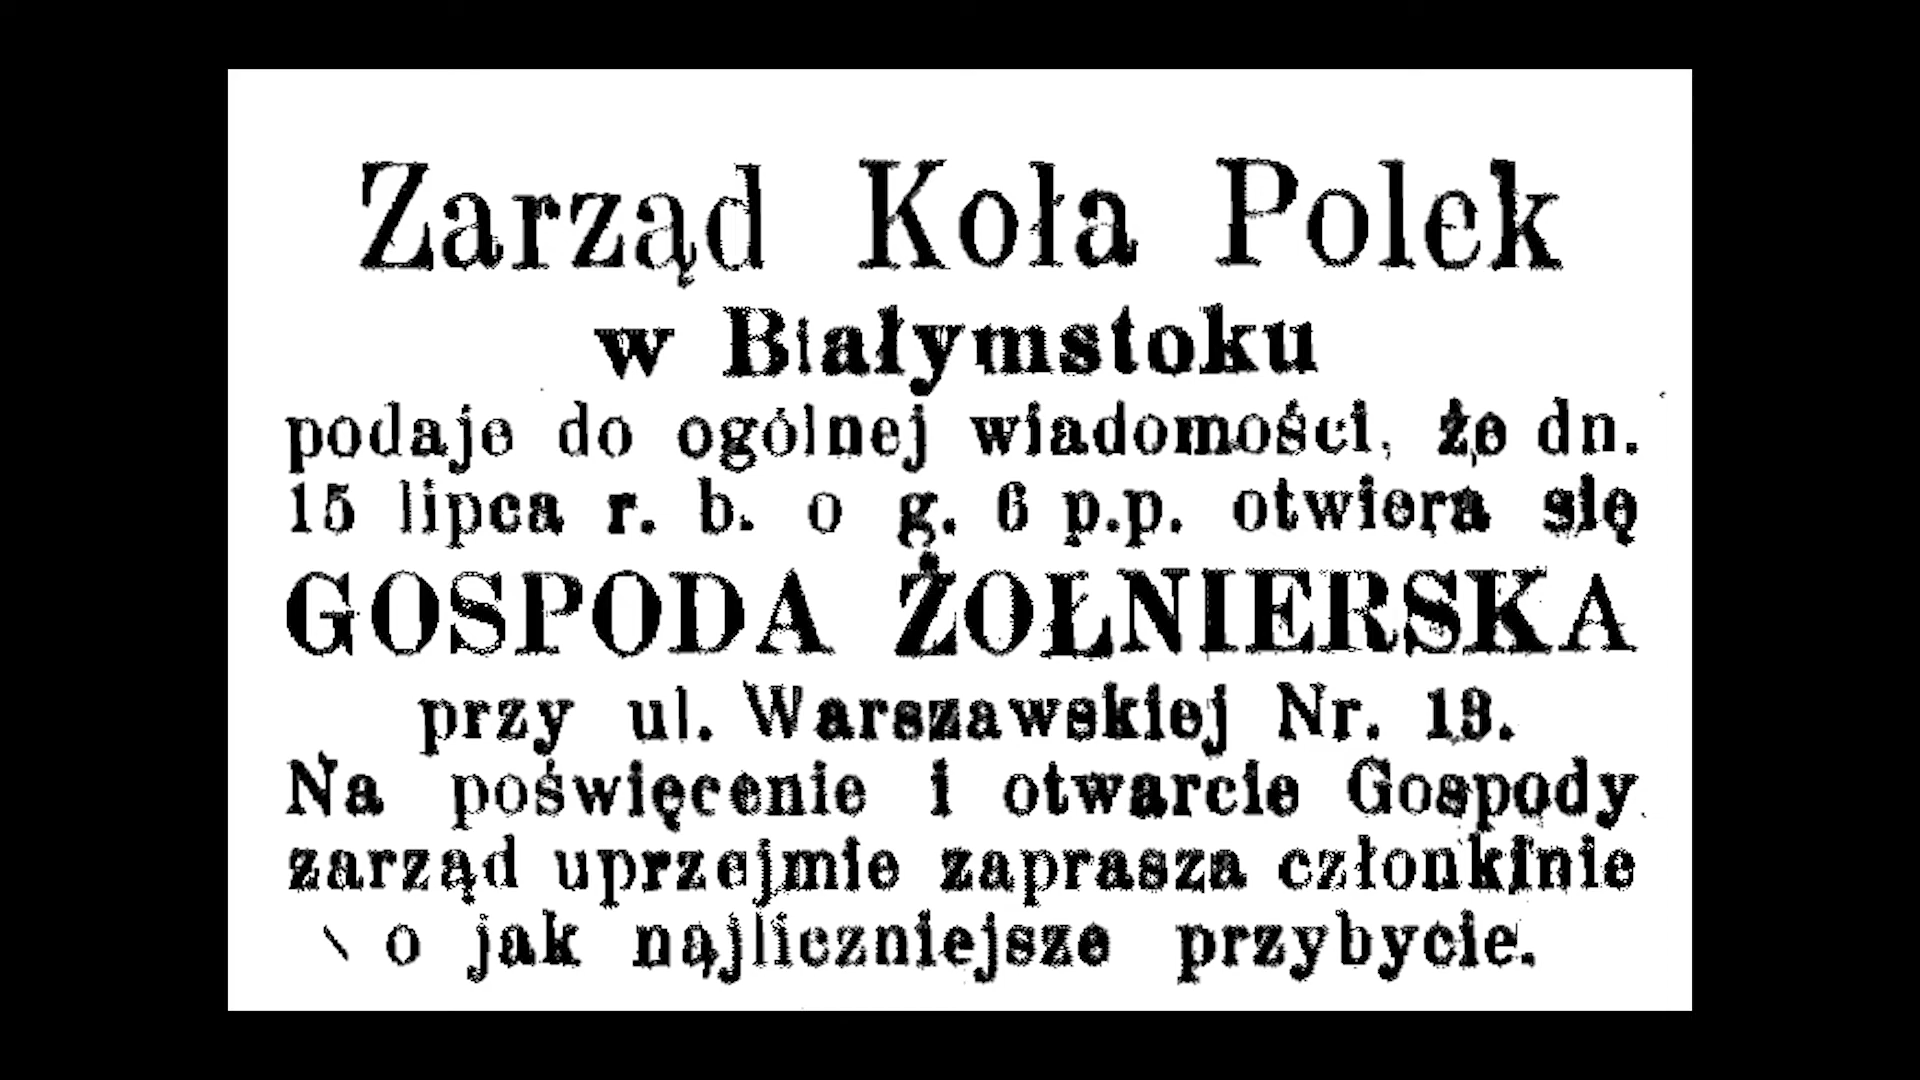 Zarząd Koła Polek
w Białymstoku
podaje do ogólnej wiadomości, że dn.
15 lipca r. b. o g. 6 p.p. otwiera się
GOSPODA ŻOŁNIERSKA
przy ul. Warszawskiej Nr. 13.
Na poświęcenie i otwarcie Gospody
zarząd uprzejmie zaprasza członkinie
o jak najliczniejsze przybycie.